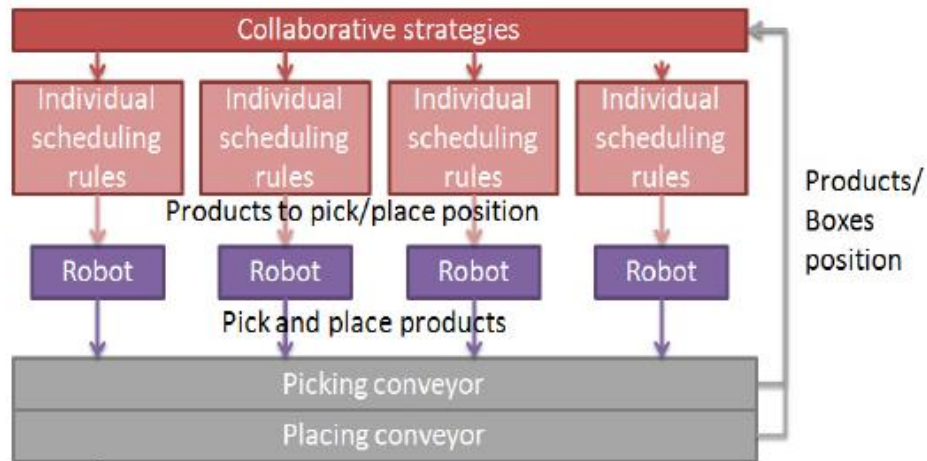 Collaborative strategies
Individual
scheduling
rules
Individual
scheduling
rules
Individual
scheduling
rules
Individual
scheduling
rules
Products to pick/place position
Robot
Robot
Robot
Robot
Pick and place products
Picking conveyor
Placing conveyor
Products/
Boxes
position